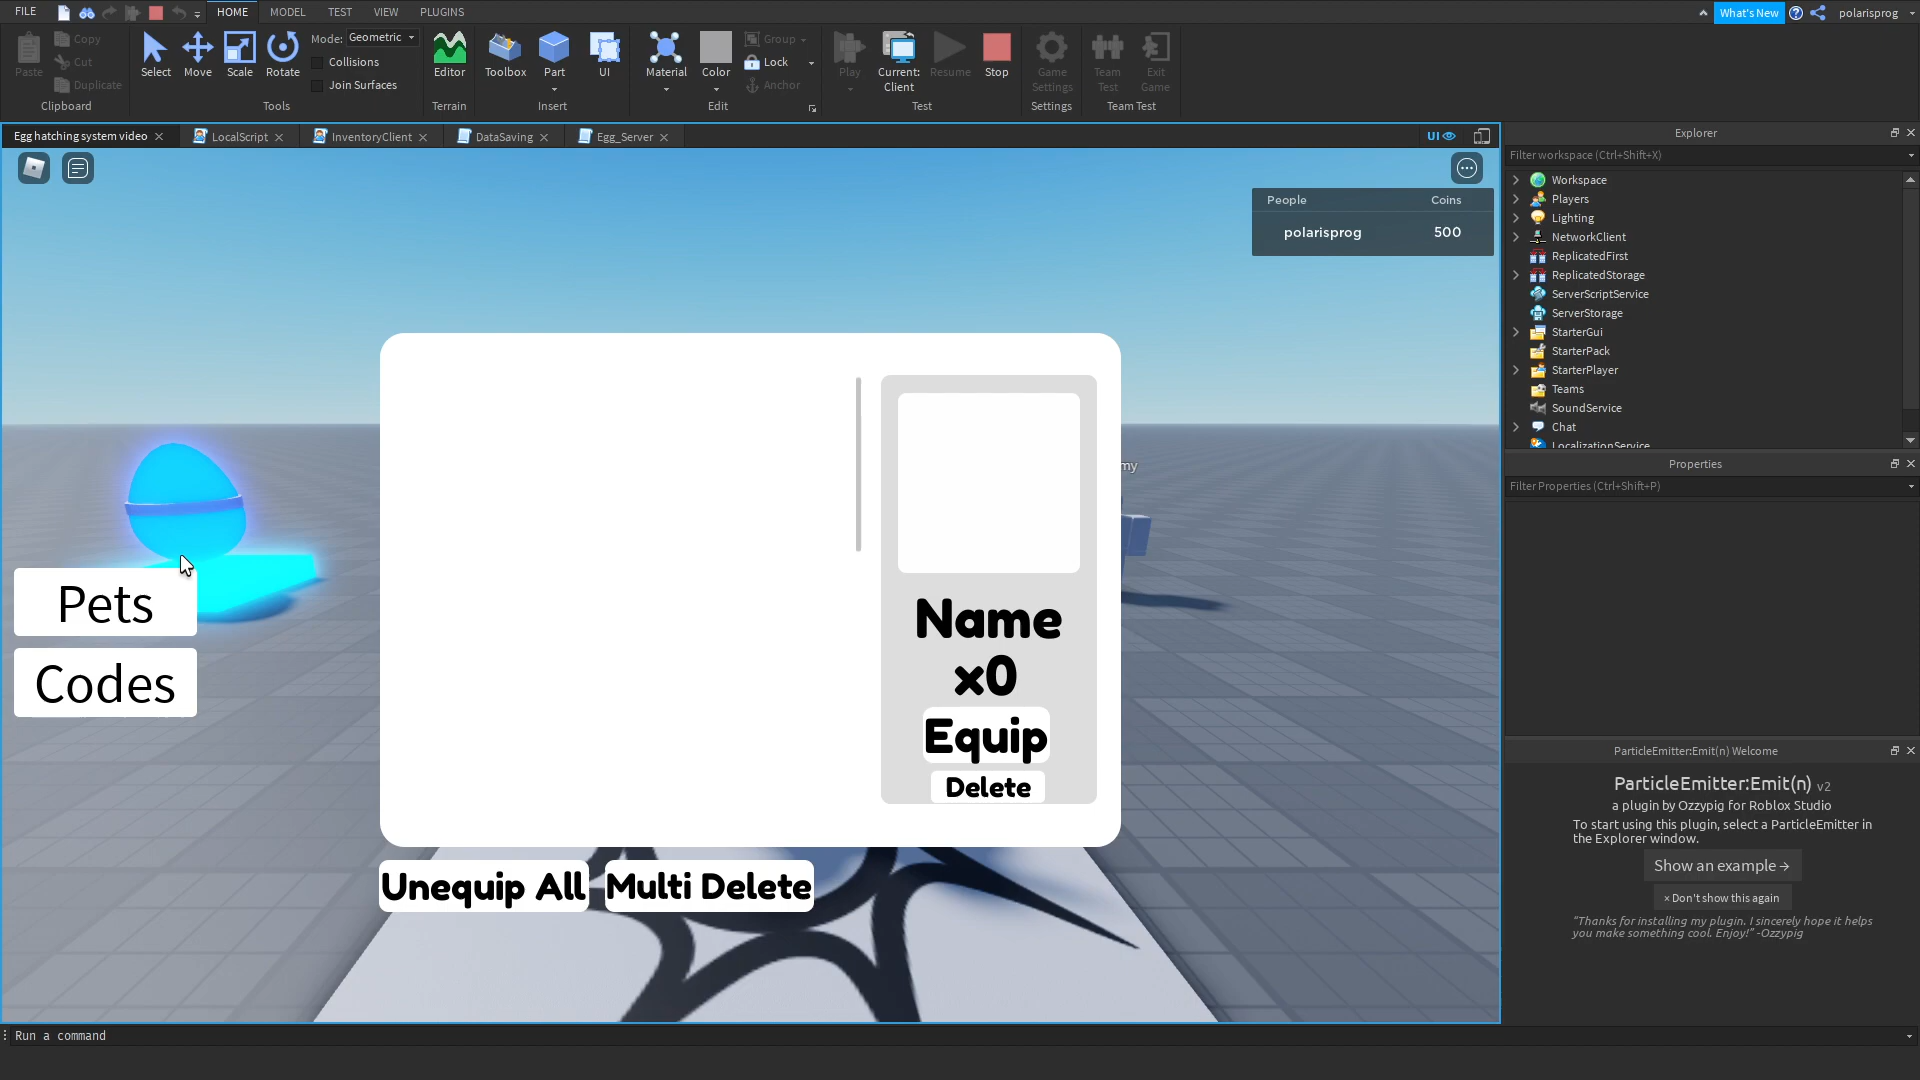 FILE HOME MODEL TEST VIEW PLUGINS What's New polarisprog
Paste Copy Cut Duplicate Clipboard
Select Move Scale Rotate Mode: Geometric Collisions Join Surfaces Tools
Editor Terrain
Toolbox Part UI Insert
Material Color Group Lock Anchor Edit
Play Current: Client Resume Stop Test
Game Settings Settings
Team Test Exit Game Team Test
Egg hatching system video LocalScript InventoryClient DataSaving Egg_Server UI
People Coins
polarisprog 500
my
Pets
Codes
Name
x0
Equip
Delete
Unequip All Multi Delete
Explorer
Filter workspace (Ctrl+Shift+X)
Workspace
Players
Lighting
NetworkClient
ReplicatedFirst
ReplicatedStorage
ServerScriptService
ServerStorage
StarterGui
StarterPack
StarterPlayer
Teams
SoundService
Chat
LocalizationService
Properties
Filter Properties (Ctrl+Shift+P)
ParticleEmitter:Emit(n) Welcome
ParticleEmitter:Emit(n) v2
a plugin by Ozzypig for Roblox Studio
To start using this plugin, select a ParticleEmitter in
the Explorer window.
Show an example →
× Don't show this again
"Thanks for installing my plugin. I sincerely hope it helps
you make something cool. Enjoy!" -Ozzypig
Run a command